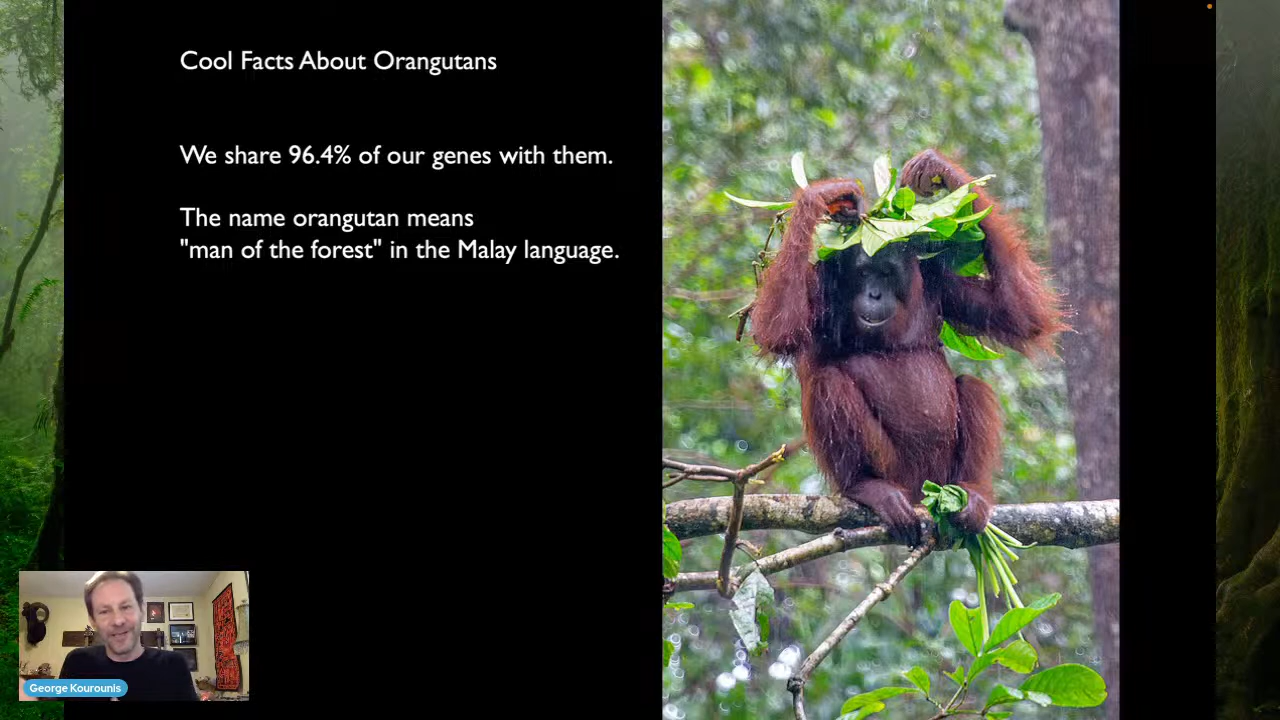 Cool Facts About Orangutans
We share 96.4% of our genes with them.
The name orangutan means
"man of the forest" in the Malay language.
George Kourounis